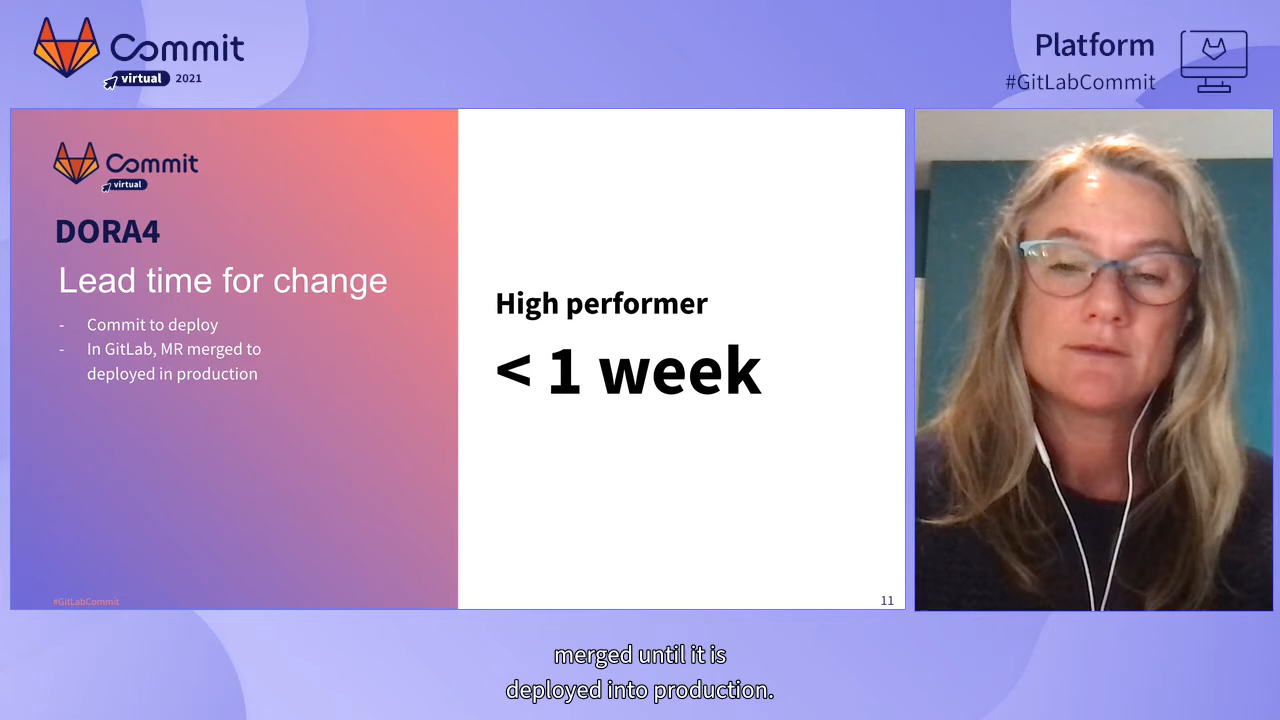 Commit
virtual 2021
Platform
#GitLabCommit
Commit
virtual
DORA4
Lead time for change
- Commit to deploy
- In GitLab, MR merged to
deployed in production
#GitLabCommit
High performer
< 1 week
11
merged until it is
deployed into production.